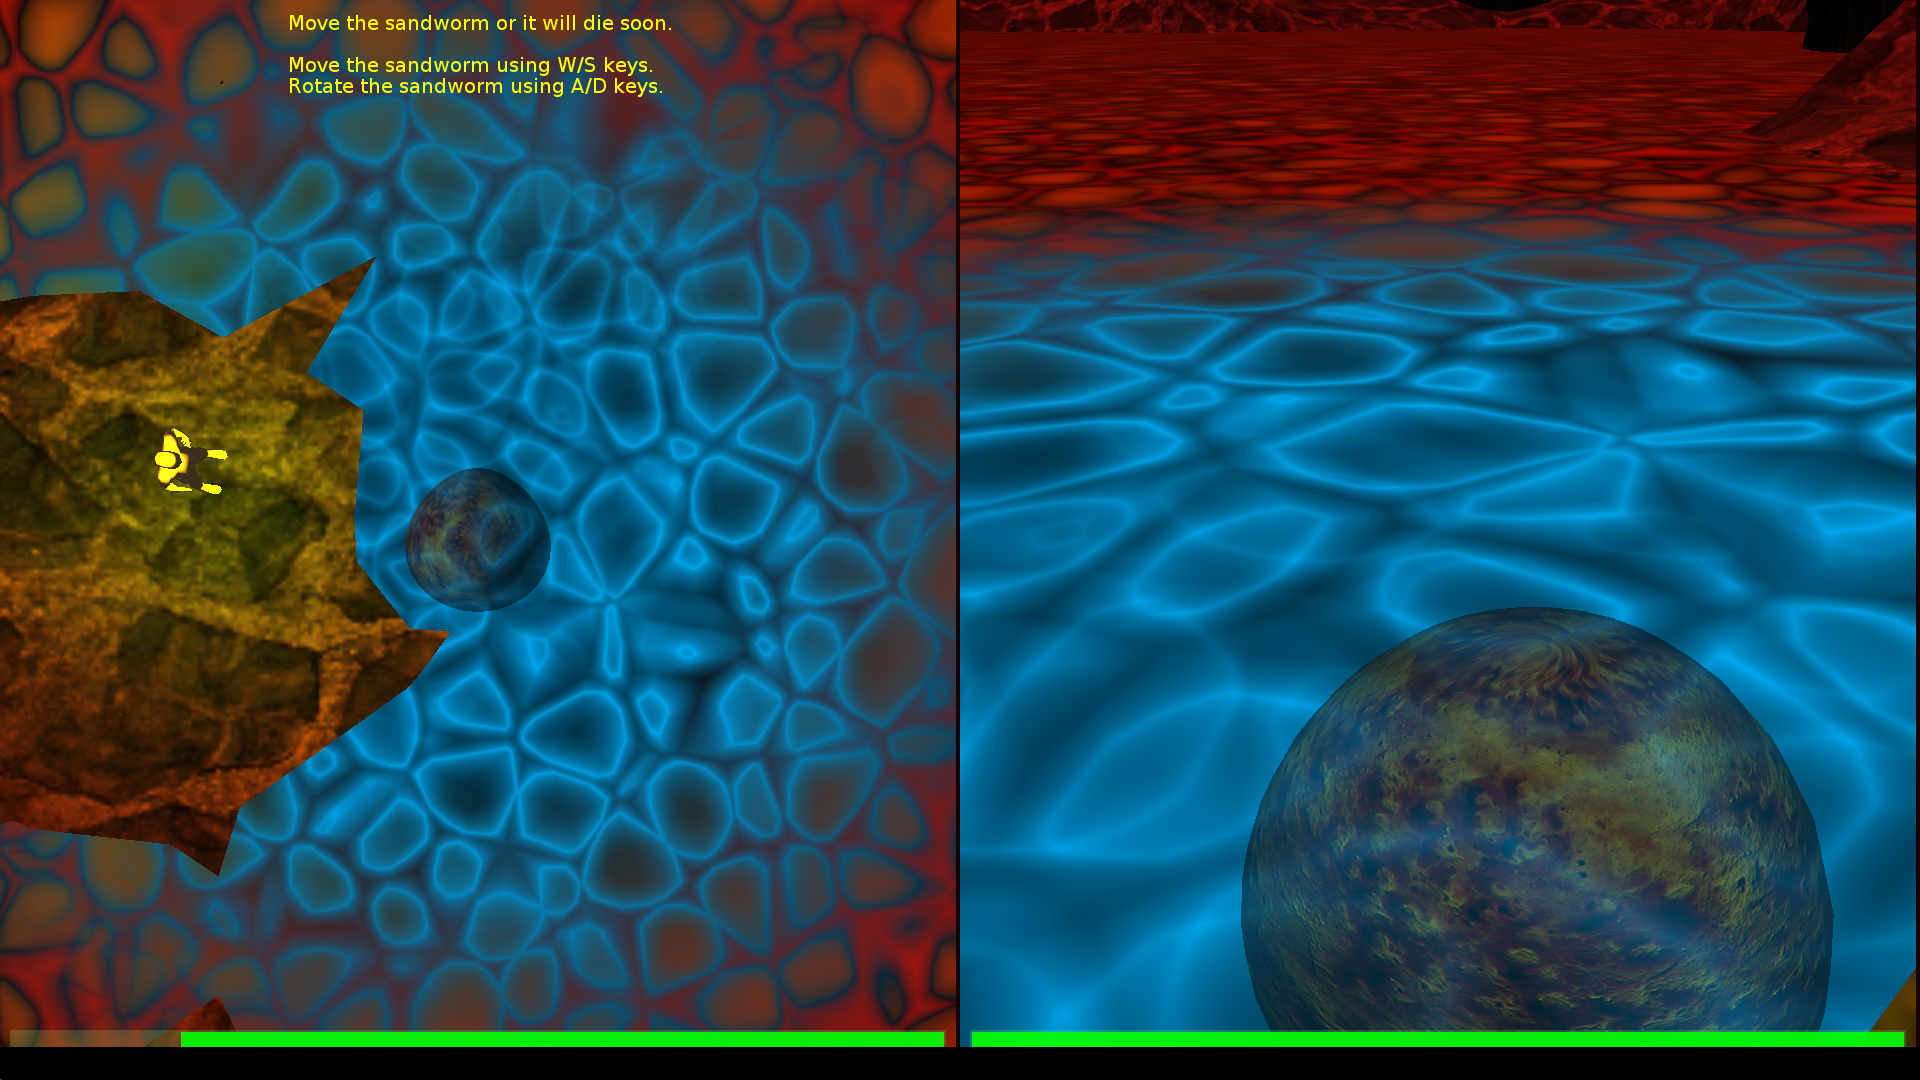 Move the sandworm or it will die soon.
Move the sandworm using W/S keys.
Rotate the sandworm using A/D keys.